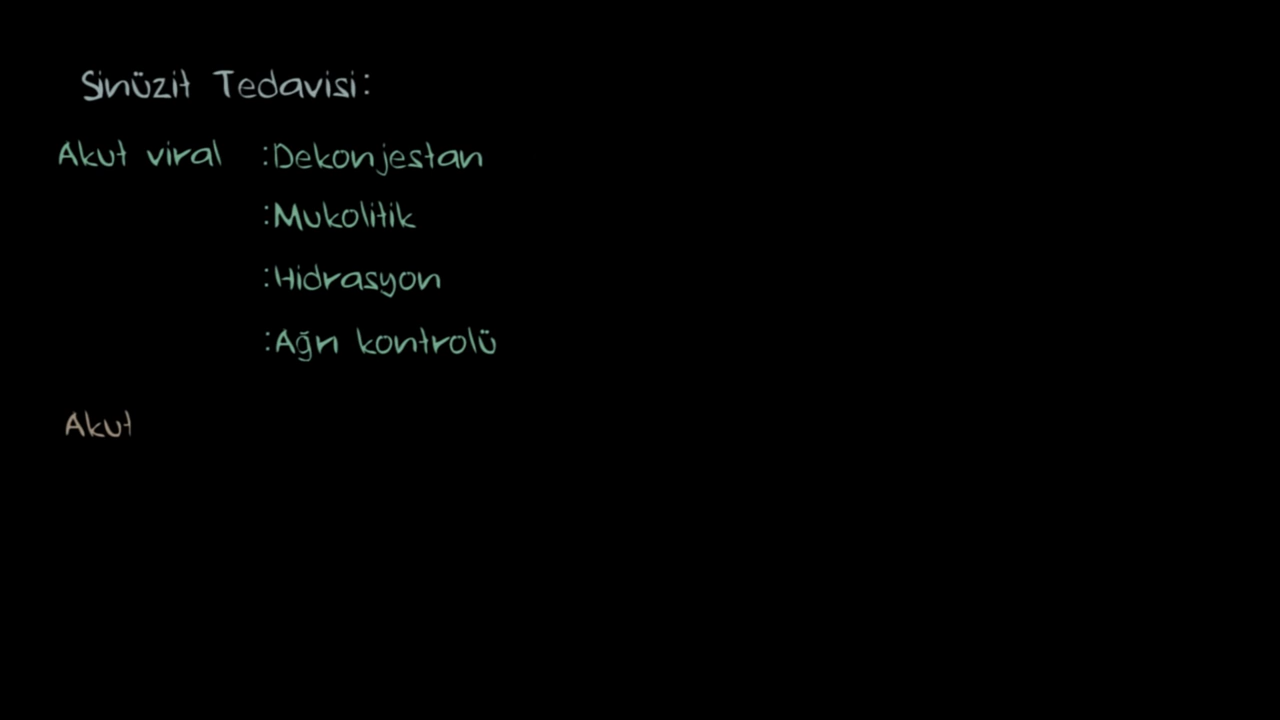 Sinüzit Tedavisi:
Akut viral :Dekonjestan
:Mukolitik
:Hidrasyon
:Ağrı kontrolü
Akut